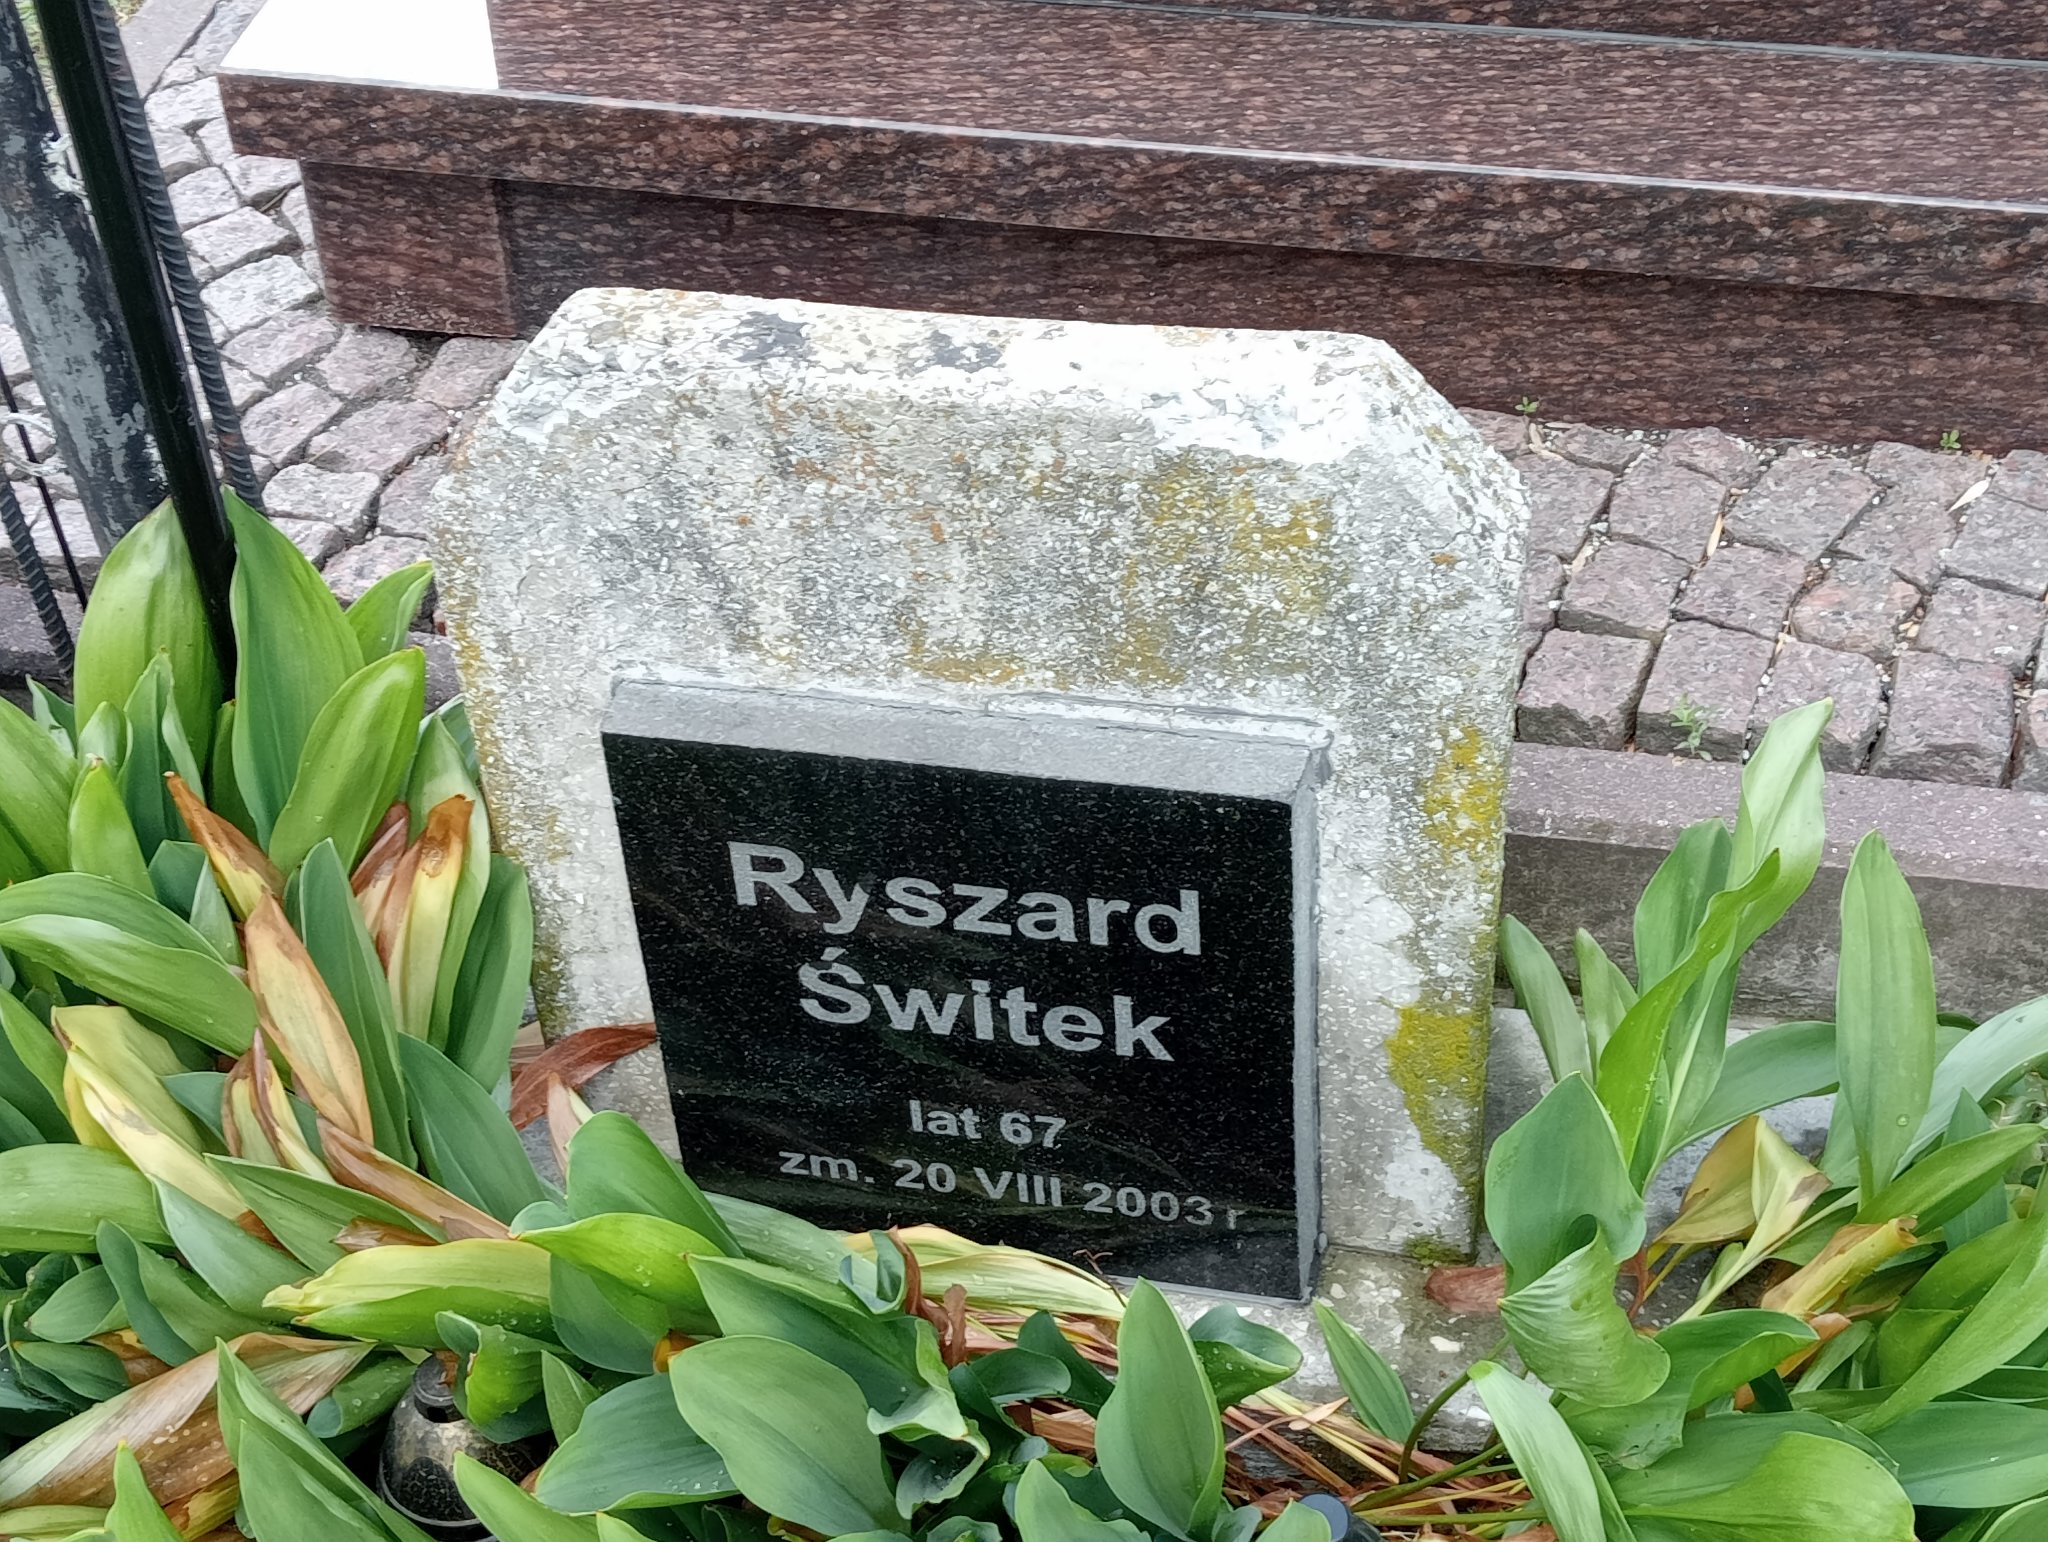 Ryszard
Świtek
lat 67
zm. 20 VIII 2003 r